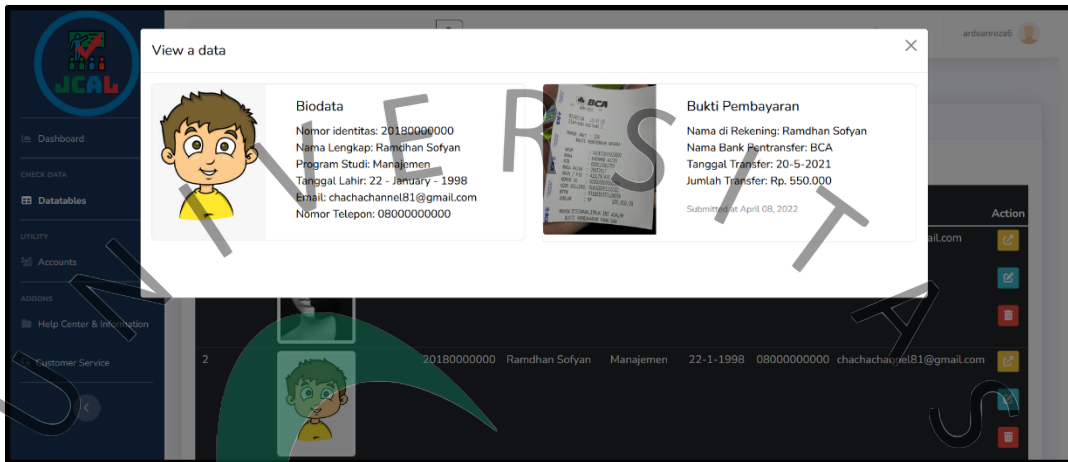 View a data
ardeanreza6
JCAL
Dashboard
CHECK DATA
Datatables
UTILITY
Accounts
ADDONS
Help Center & Information
Customer Service
Biodata
Nomor identitas: 20180000000
Nama Lengkap: Ramdhan Sofyan
Program Studi: Manajemen
Tanggal Lahir: 22 - January - 1998
Email: chachachannel81@gmail.com
Nomor Telepon: 08000000000
BCA
Bukti Pembayaran
Nama di Rekening: Ramdhan Sofyan
Nama Bank Pentransfer: BCA
Tanggal Transfer: 20-5-2021
Jumlah Transfer: Rp. 550.000
Submitted at April 08, 2022
Action
ail.com
2 20180000000 Ramdhan Sofyan Manajemen 22-1-1998 08000000000 chachachannel81@gmail.com
UNIVERSITAS